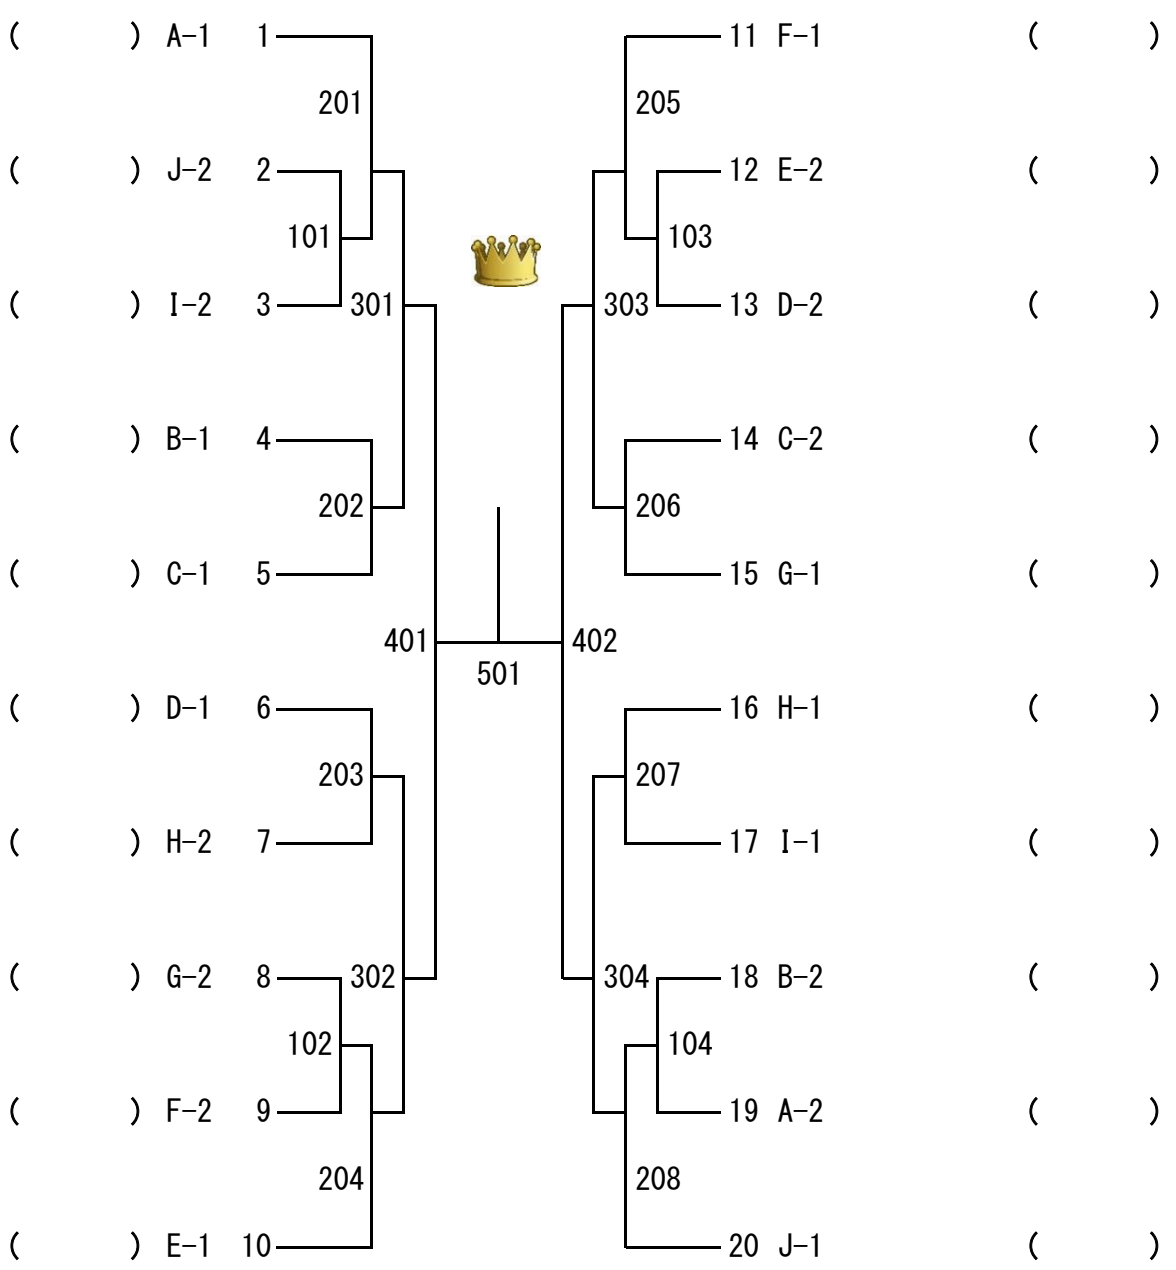 ( ) A-1 1 11 F-1 ( )
201 205
( ) J-2 2 12 E-2 ( )
101 103
( ) I-2 3 301 303 13 D-2 ( )
( ) B-1 4 14 C-2 ( )
202 206
( ) C-1 5 15 G-1 ( )
401 402
501
( ) D-1 6 16 H-1 ( )
203 207
( ) H-2 7 17 I-1 ( )
( ) G-2 8 302 304 18 B-2 ( )
102 104
( ) F-2 9 19 A-2 ( )
204 208
( ) E-1 10 20 J-1 ( )